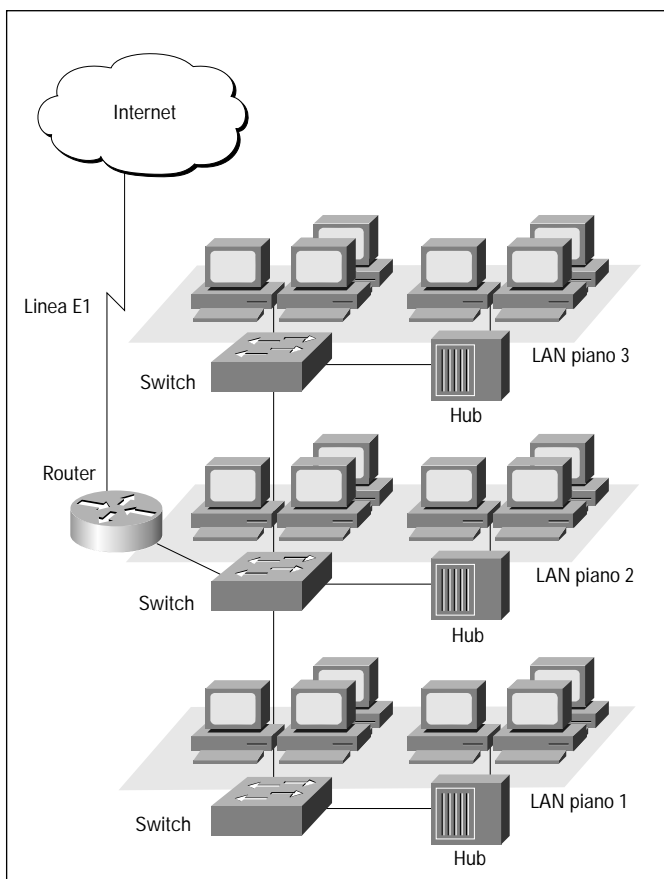 Internet
Linea E1
LAN piano 3
Switch
Hub
Router
LAN piano 2
Switch
Hub
LAN piano 1
Switch
Hub